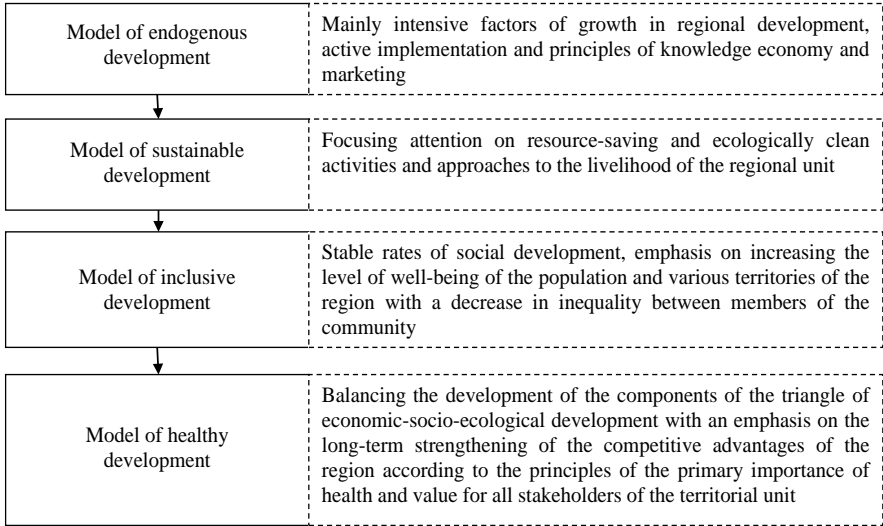 Model of endogenous
development
Mainly intensive factors of growth in regional development,
active implementation and principles of knowledge economy and
marketing
Model of sustainable
development
Focusing attention on resource-saving and ecologically clean
activities and approaches to the livelihood of the regional unit
Model of inclusive
development
Stable rates of social development, emphasis on increasing the
level of well-being of the population and various territories of the
region with a decrease in inequality between members of the
community
Model of healthy
development
Balancing the development of the components of the triangle of
economic-socio-ecological development with an emphasis on the
long-term strengthening of the competitive advantages of the
region according to the principles of the primary importance of
health and value for all stakeholders of the territorial unit